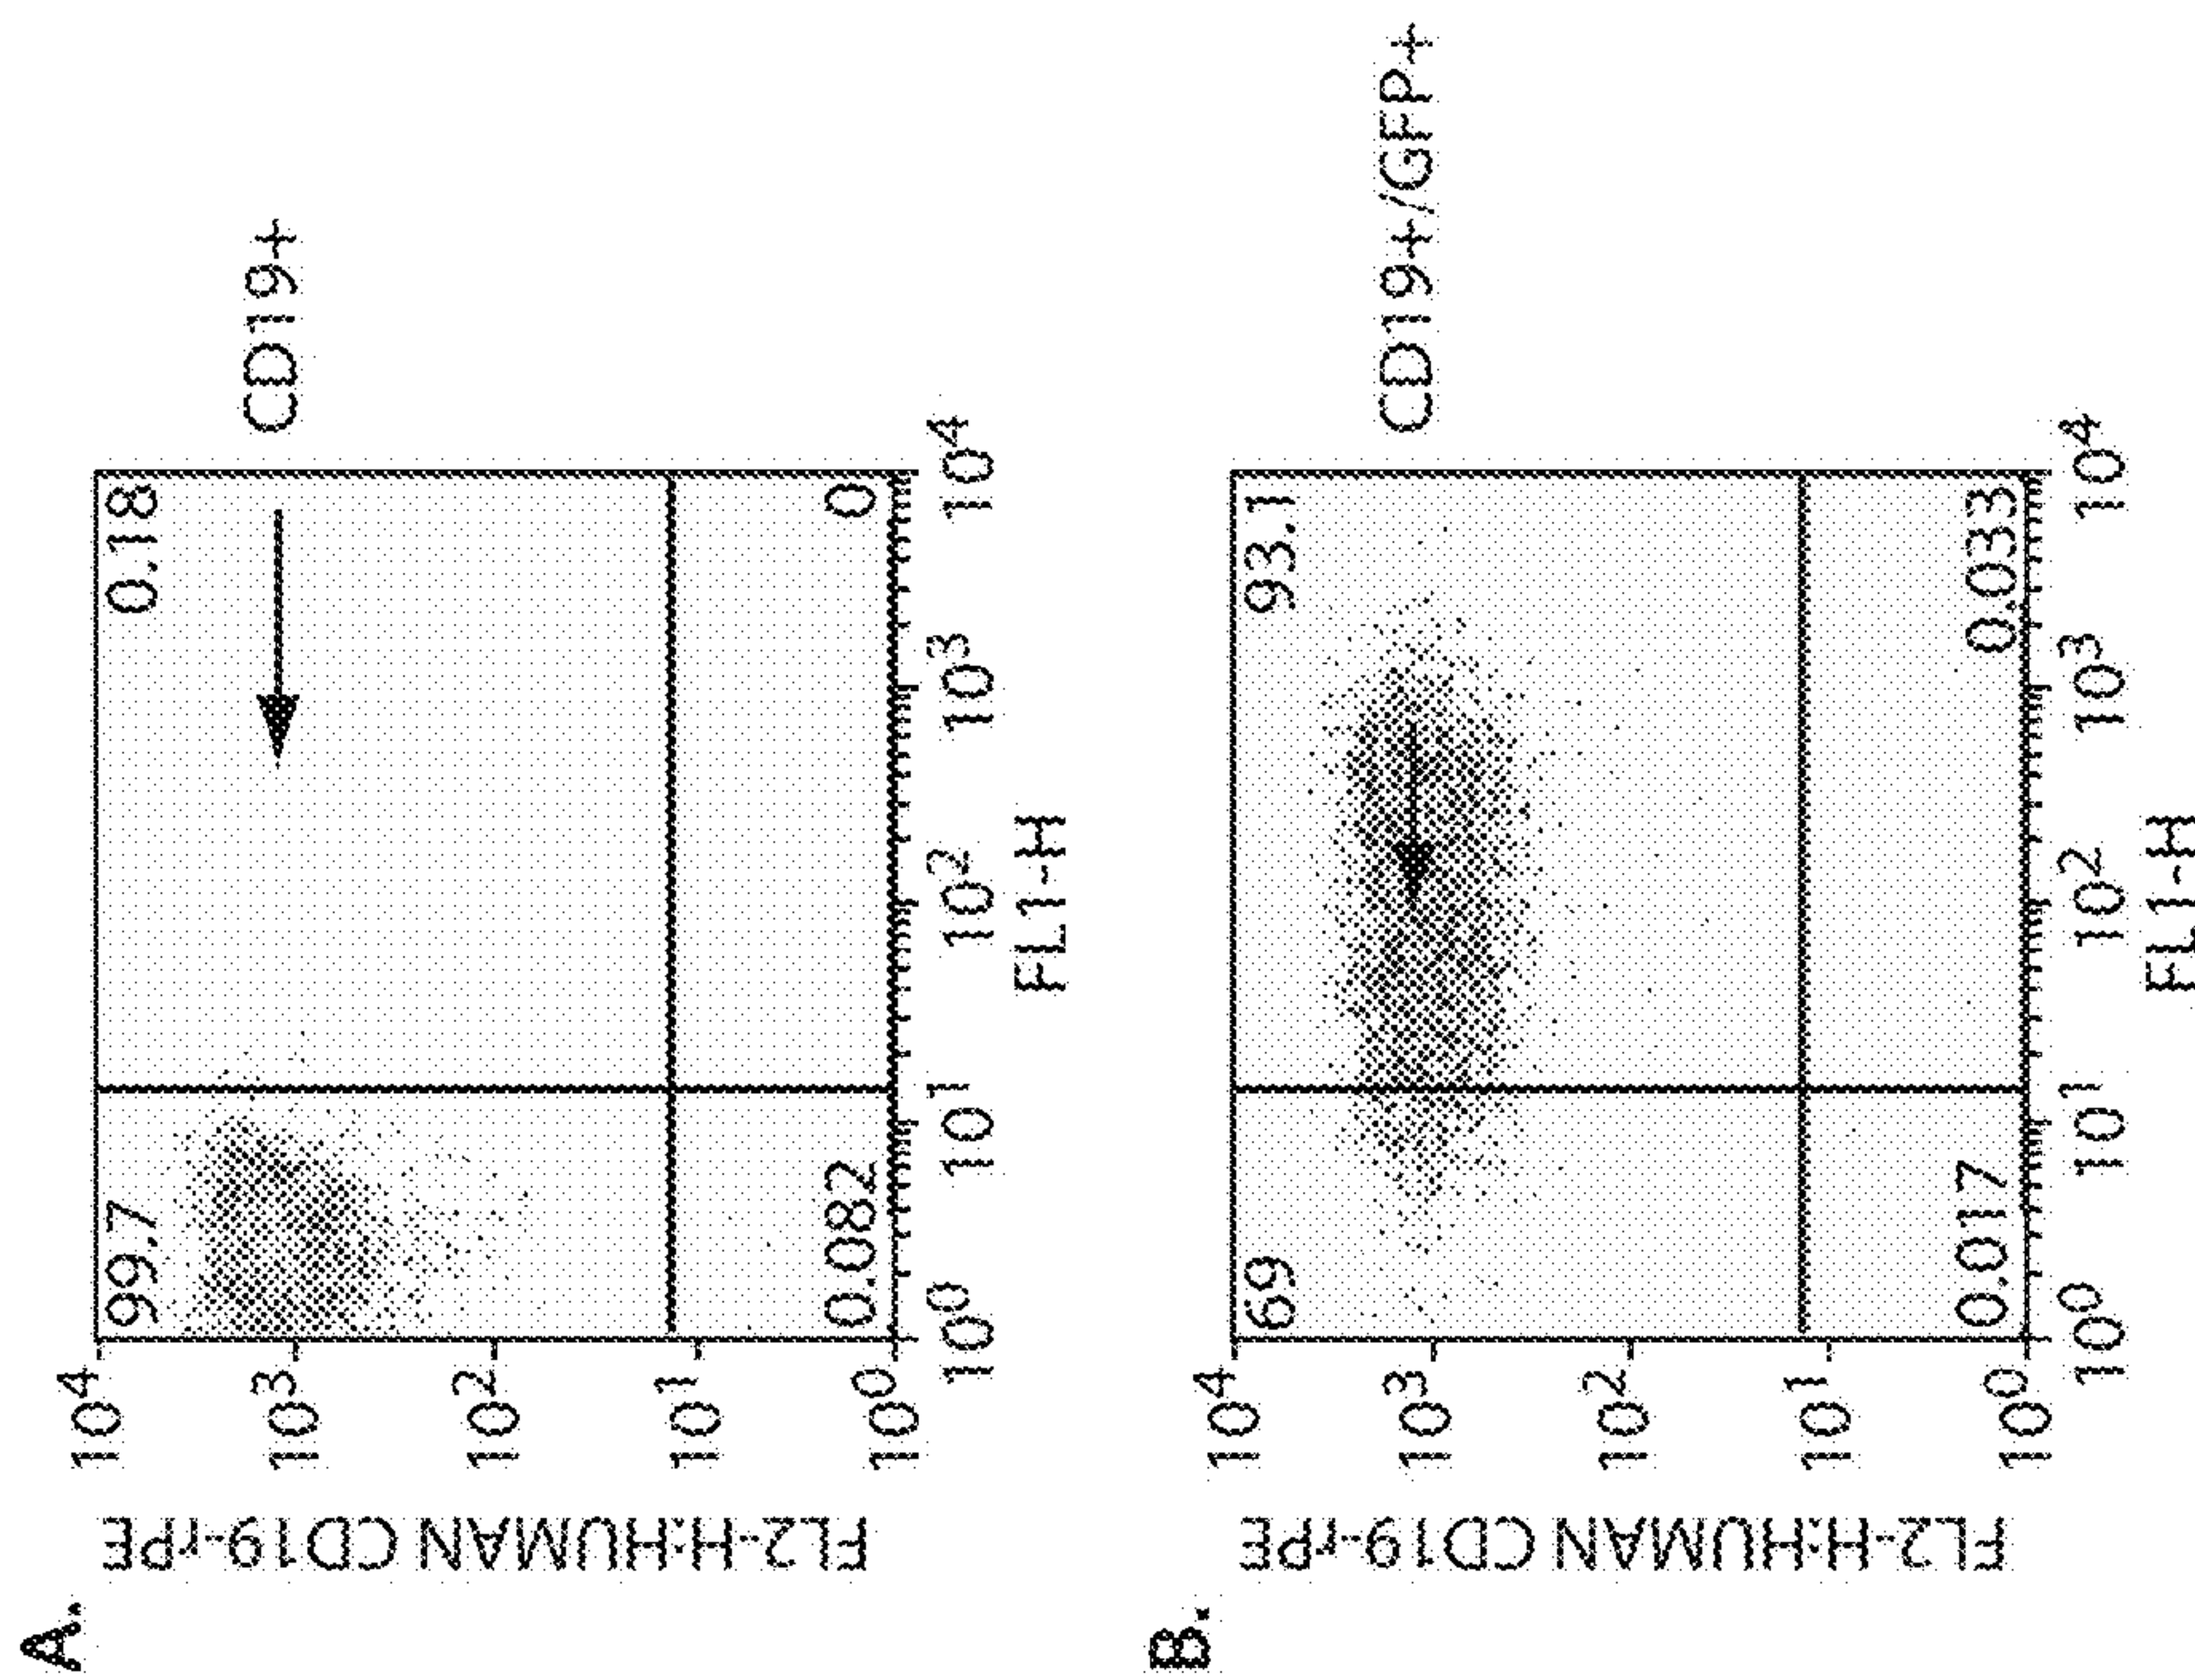 A.
FL2-H:HUMAN CD19-rPE
10^4
10^3
10^2
10^1
10^0
99.7
0.18
0.082
0
10^0 10^1 10^2 10^3 10^4
FL1-H
CD19+
B.
FL2-H:HUMAN CD19-rPE
10^4
10^3
10^2
10^1
10^0
69
93.1
0.017
0.033
10^0 10^1 10^2 10^3 10^4
FL1-H
CD19+/GFP+